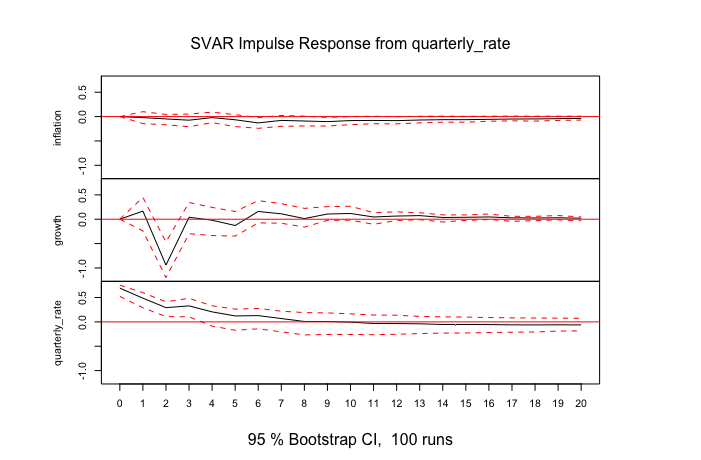 SVAR Impulse Response from quarterly_rate
inflation
0.5
0.0
-1.0
growth
0.5
0.0
-1.0
quarterly_rate
0.5
0.0
-1.0
0 1 2 3 4 5 6 7 8 9 10 11 12 13 14 15 16 17 18 19 20
95 % Bootstrap CI, 100 runs